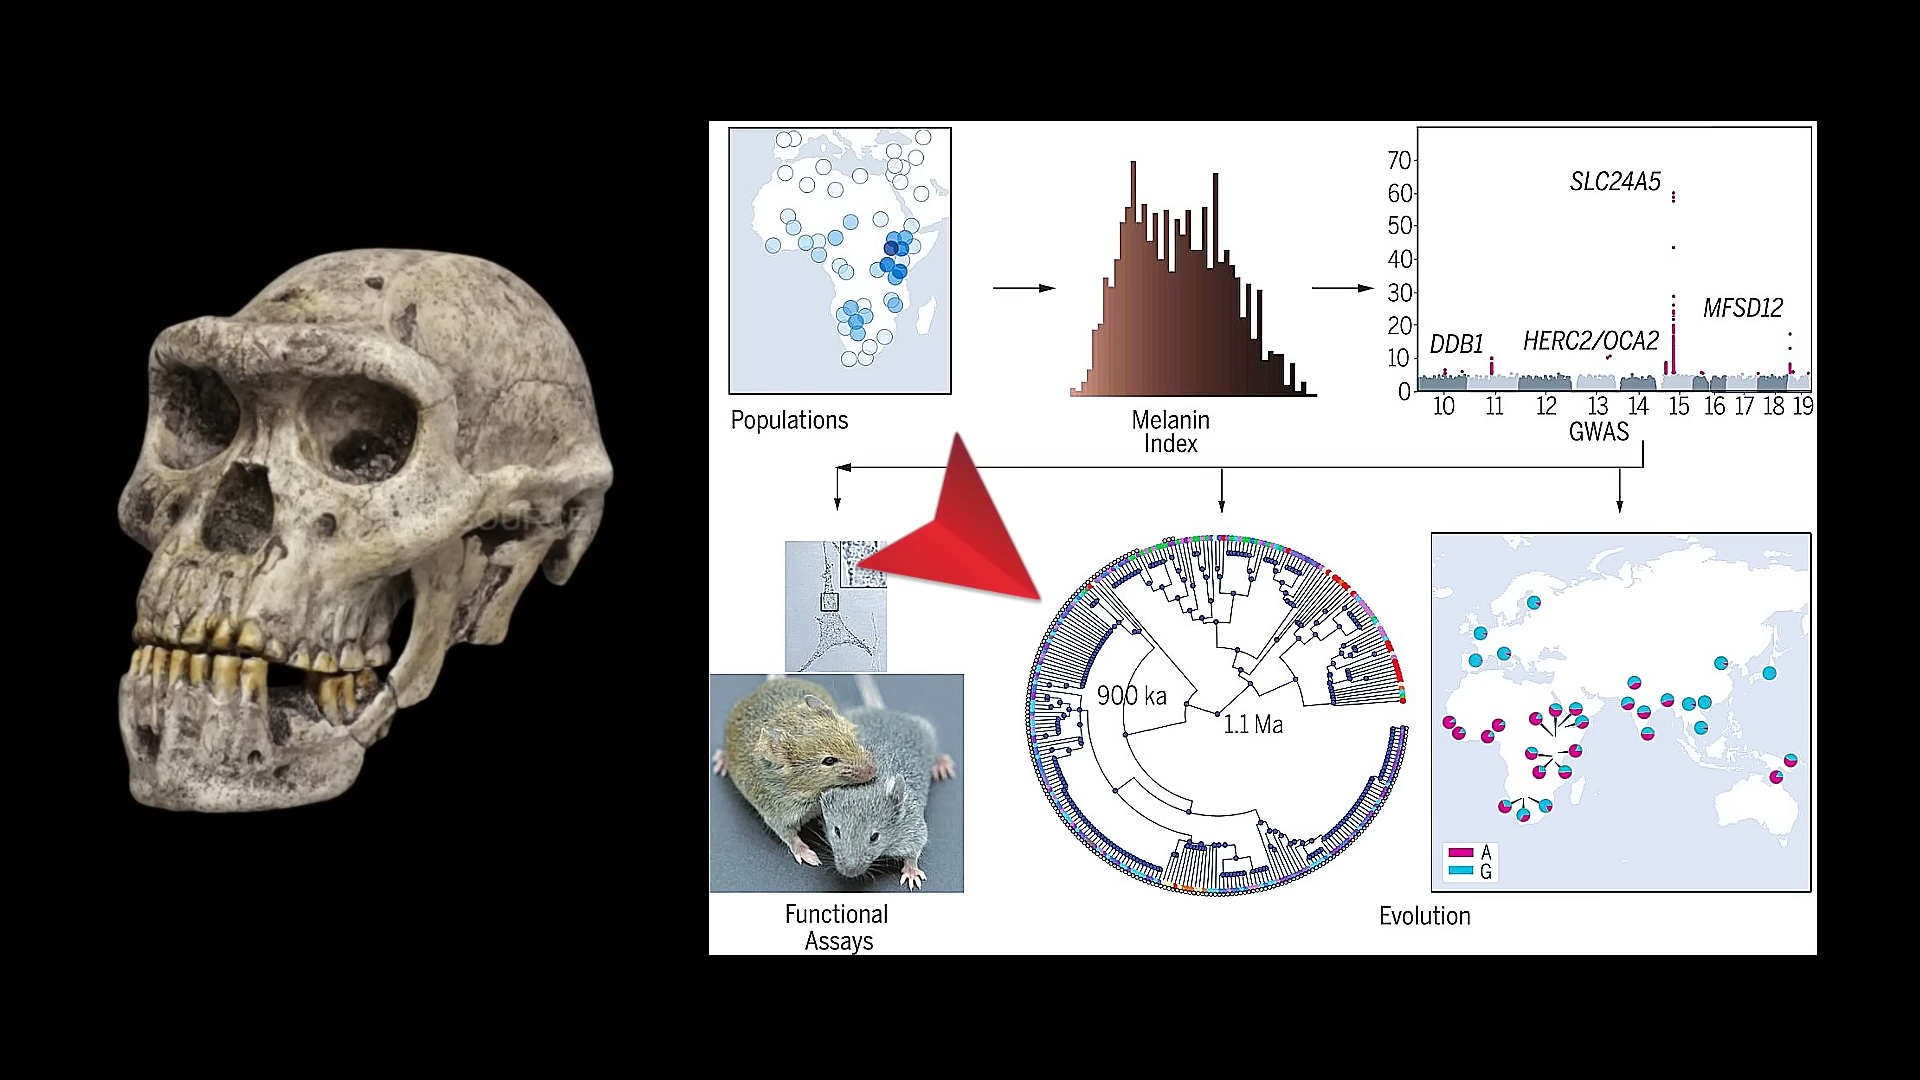 Populations
Melanin
Index
70
60
50
40
30
20
10
0
SLC24A5
MFSD12
HERC2/OCA2
DDB1
10 11 12 13 14 15 16 17 18 19
GWAS
900 ka
1.1 Ma
A
G
Functional
Assays
Evolution